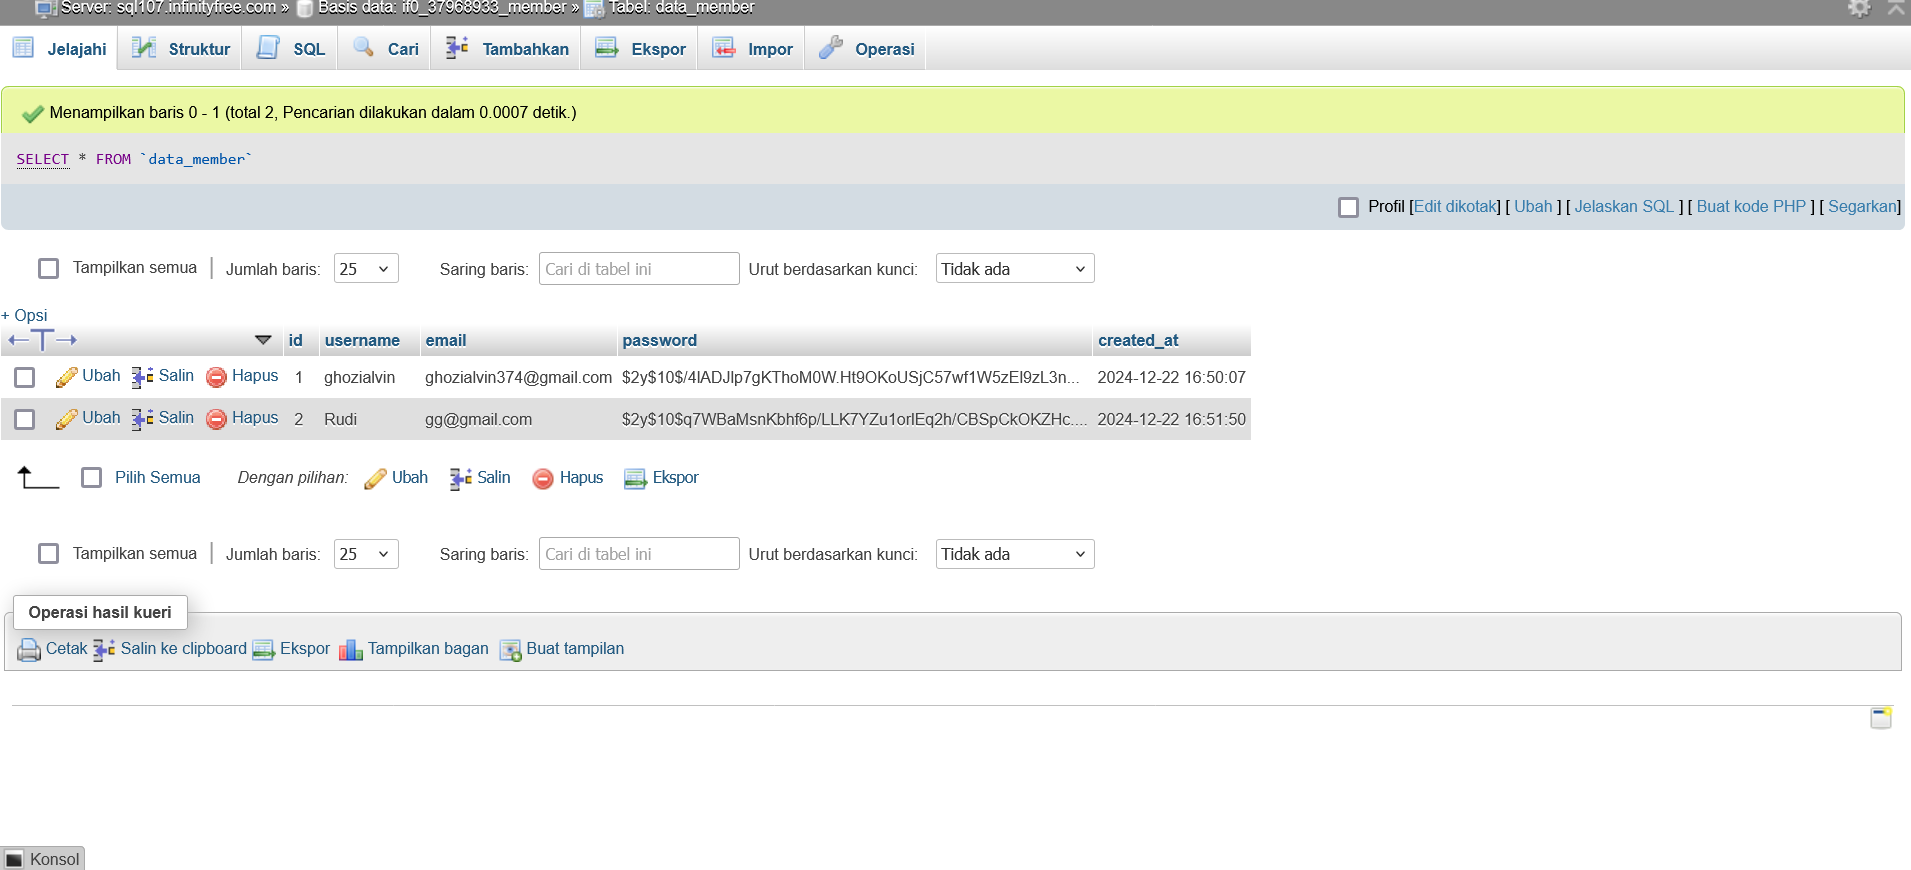 Server: sql107.infinityfree.com » Basis data: if0_37968933_member » Tabel: data_member
Jelajahi Struktur SQL Cari Tambahkan Ekspor Impor Operasi
Menampilkan baris 0 - 1 (total 2, Pencarian dilakukan dalam 0.0007 detik.)
SELECT * FROM `data_member`
Profil [Edit dikotak] [ Ubah ] [ Jelaskan SQL ] [ Buat kode PHP ] [ Segarkan]
Tampilkan semua | Jumlah baris: 25 Saring baris: Cari di tabel ini Urut berdasarkan kunci: Tidak ada
+ Opsi
←T→ id username email password created_at
Ubah Salin Hapus 1 ghozialvin ghozialvin374@gmail.com $2y$10$/4lADJIp7gKThoM0W.Ht9OKoUSjC57wf1W5zEI9zL3n... 2024-12-22 16:50:07
Ubah Salin Hapus 2 Rudi gg@gmail.com $2y$10$q7WBaMsnKbhf6p/LLK7YZu1orlEq2h/CBSpCkOKZHc.... 2024-12-22 16:51:50
Pilih Semua Dengan pilihan: Ubah Salin Hapus Ekspor
Tampilkan semua | Jumlah baris: 25 Saring baris: Cari di tabel ini Urut berdasarkan kunci: Tidak ada
Operasi hasil kueri
Cetak Salin ke clipboard Ekspor Tampilkan bagan Buat tampilan
Konsol